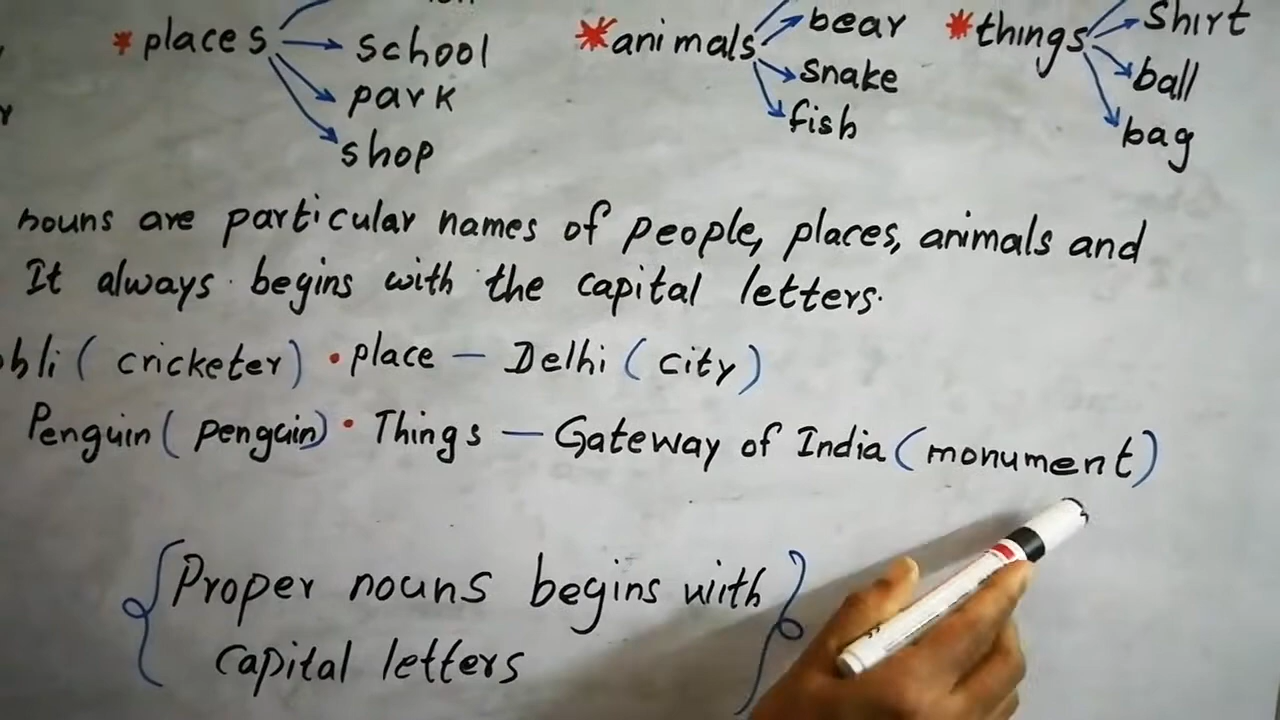 * places * animals bear * things Shirt
school snake ball
park fish bag
shop
nouns are particular names of people, places, animals and
It always begins with the capital letters.
( cricketer ) • place – Delhi ( city )
Penguin ( penguin ) • Things – Gateway of India ( monument )
{ Proper nouns begins with }
capital letters